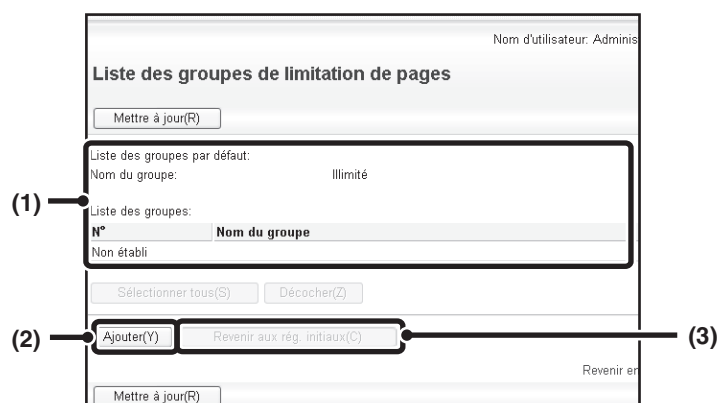 Nom d'utilisateur: Adminis
Liste des groupes de limitation de pages
Mettre à jour(R)
Liste des groupes par défaut:
Nom du groupe: Illimité
(1)
Liste des groupes:
N° Nom du groupe
Non établi
Sélectionner tous(S) Décocher(Z)
(2) Ajouter(Y) Revenir aux rég. initiaux(C) (3)
Revenir en
Mettre à jour(R)